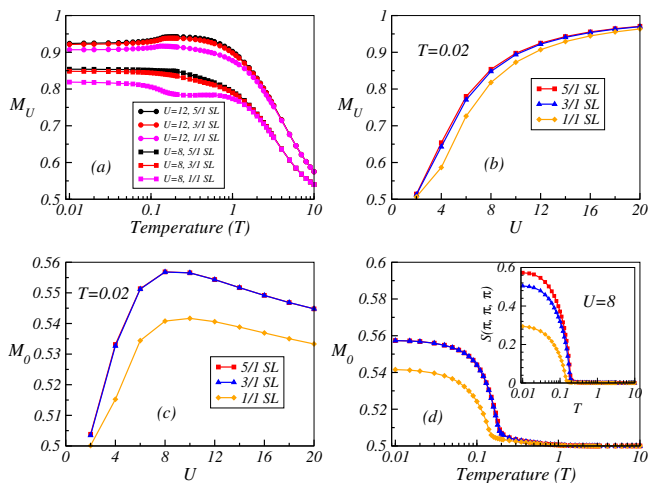 1
0.9
0.8
0.7
0.6
0.5
M_U
U=12, 5/1 SL
U=12, 3/1 SL
U=12, 1/1 SL
U=8, 5/1 SL
U=8, 3/1 SL
U=8, 1/1 SL
(a)
0.01 0.1 1 10
Temperature (T)
1
0.9
0.8
0.7
0.6
0.5
M_U
T=0.02
5/1 SL
3/1 SL
1/1 SL
(b)
0 4 8 12 16 20
U
0.56
0.55
0.54
0.53
0.52
0.51
0.5
M_0
T=0.02
5/1 SL
3/1 SL
1/1 SL
(c)
0 4 8 12 16 20
U
0.6
0.58
0.56
0.54
0.52
0.5
M_0
0.6
0.4
0.2
0
S(π, π, π)
U=8
0.01 0.1 1 10
T
5/1 SL
3/1 SL
1/1 SL
(d)
0.01 0.1 1 10
Temperature (T)